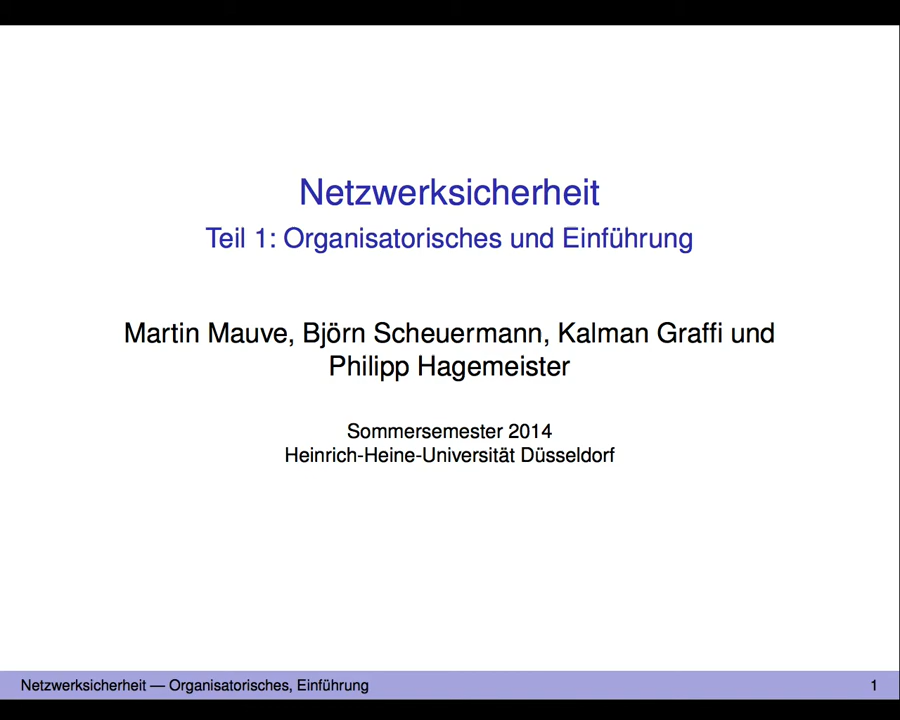 Netzwerksicherheit
Teil 1: Organisatorisches und Einführung
Martin Mauve, Björn Scheuermann, Kalman Graffi und
Philipp Hagemeister
Sommersemester 2014
Heinrich-Heine-Universität Düsseldorf
Netzwerksicherheit — Organisatorisches, Einführung 1